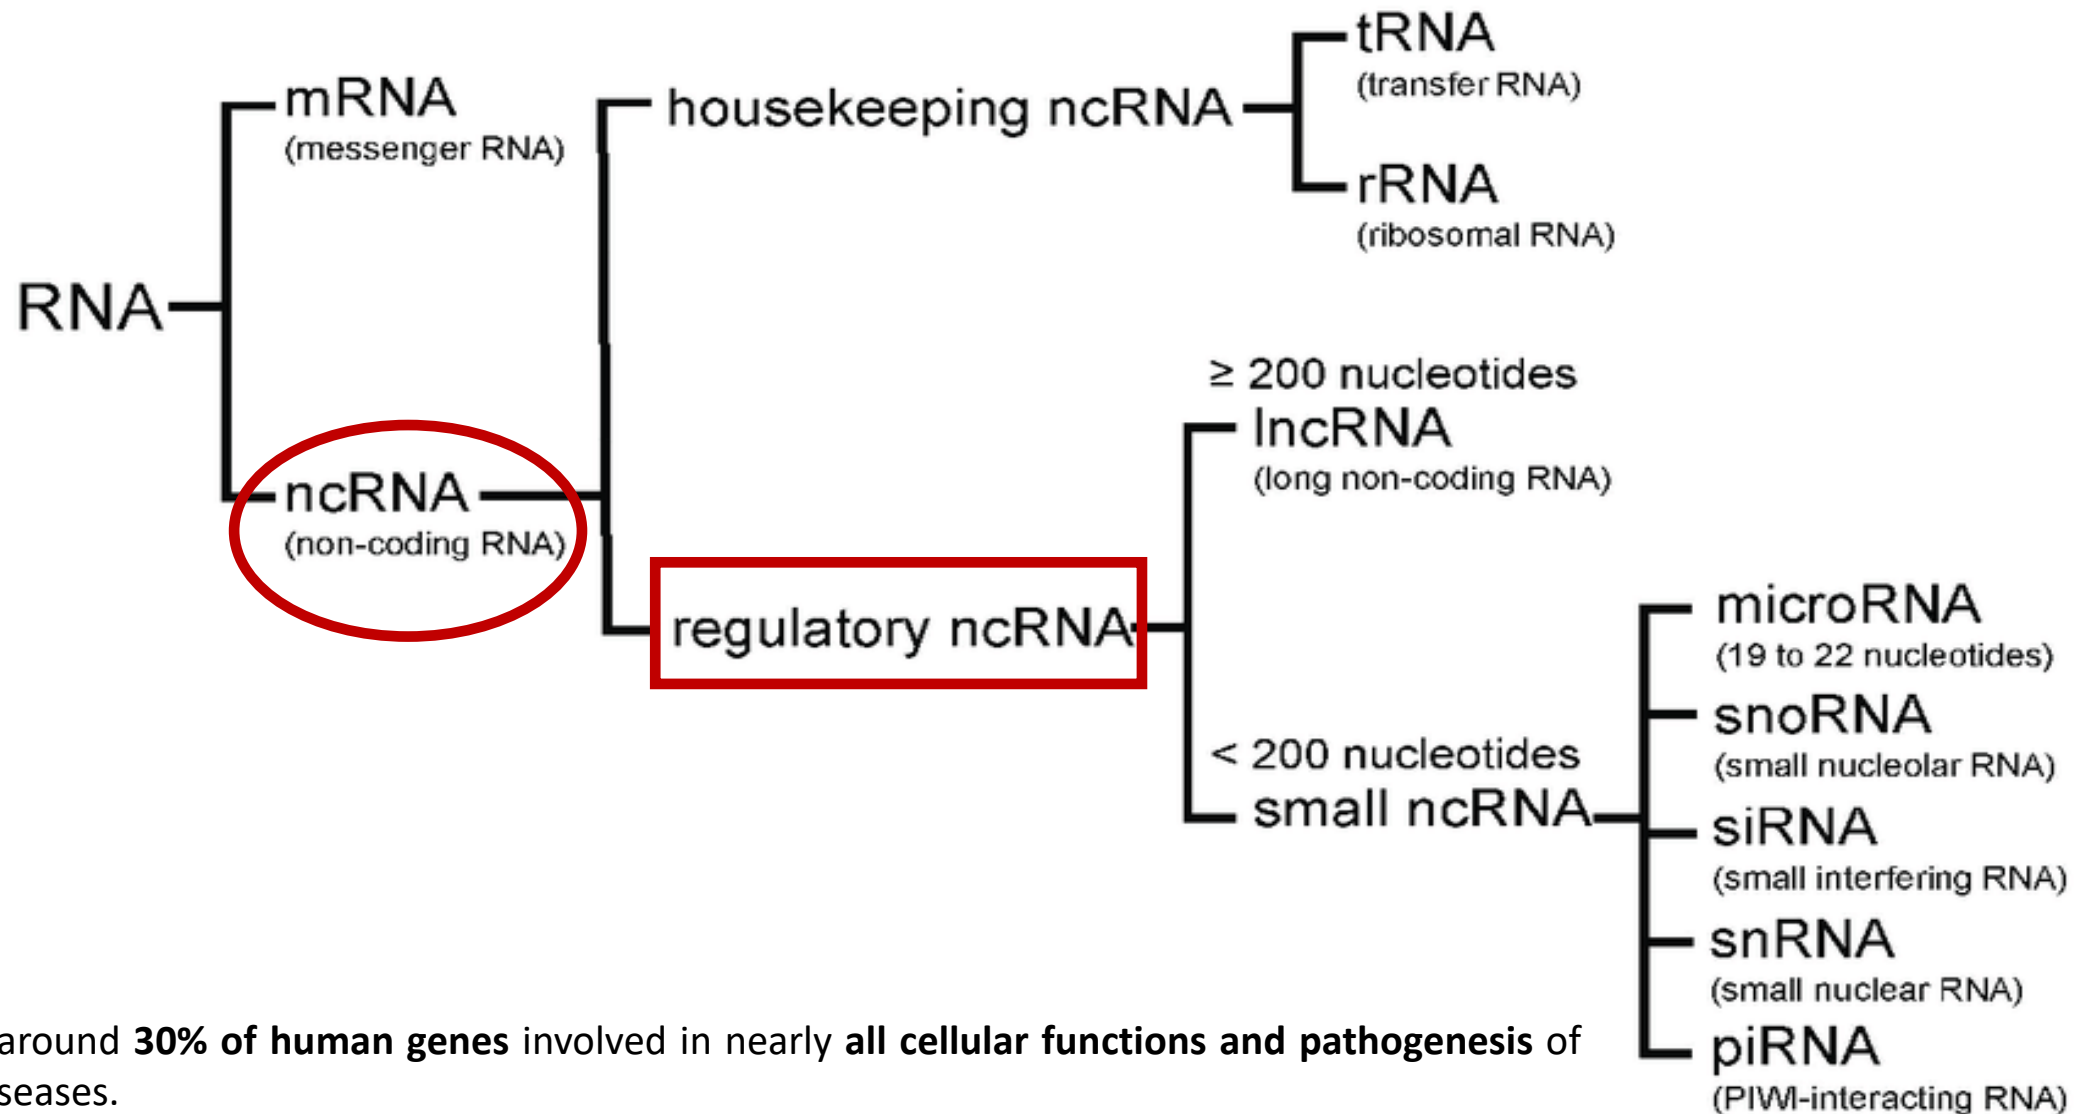 RNA
mRNA
(messenger RNA)
ncRNA
(non-coding RNA)
housekeeping ncRNA
tRNA
(transfer RNA)
rRNA
(ribosomal RNA)
regulatory ncRNA
≥ 200 nucleotides
lncRNA
(long non-coding RNA)
< 200 nucleotides
small ncRNA
microRNA
(19 to 22 nucleotides)
snoRNA
(small nucleolar RNA)
siRNA
(small interfering RNA)
snRNA
(small nuclear RNA)
piRNA
(PIWI-interacting RNA)
around 30% of human genes involved in nearly all cellular functions and pathogenesis of
seases.